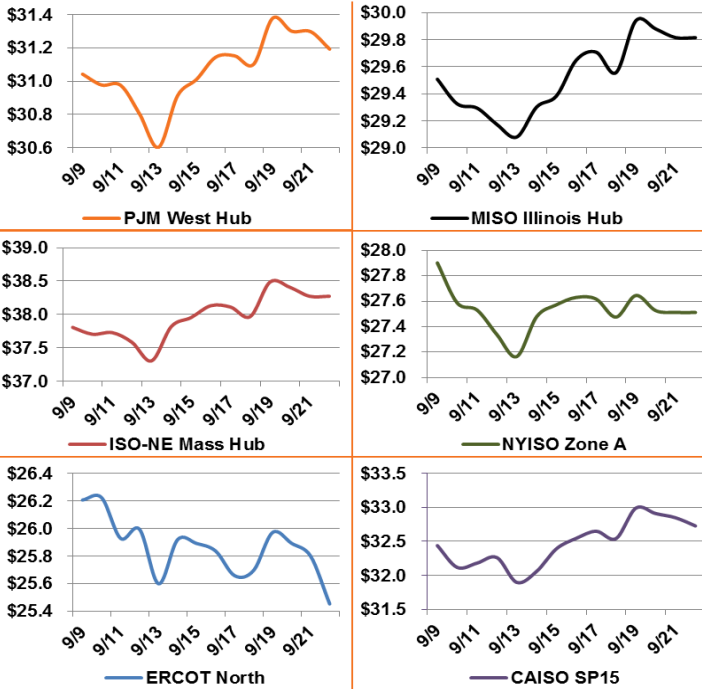 $31.4
$31.2
$31.0
$30.8
$30.6
9/9 9/11 9/13 9/15 9/17 9/19 9/21
PJM West Hub
$30.0
$29.8
$29.6
$29.4
$29.2
$29.0
9/9 9/11 9/13 9/15 9/17 9/19 9/21
MISO Illinois Hub
$39.0
$38.5
$38.0
$37.5
$37.0
9/9 9/11 9/13 9/15 9/17 9/19 9/21
ISO-NE Mass Hub
$28.0
$27.8
$27.6
$27.4
$27.2
$27.0
9/9 9/11 9/13 9/15 9/17 9/19 9/21
NYISO Zone A
$26.4
$26.2
$26.0
$25.8
$25.6
$25.4
9/9 9/11 9/13 9/15 9/17 9/19 9/21
ERCOT North
$33.5
$33.0
$32.5
$32.0
$31.5
9/9 9/11 9/13 9/15 9/17 9/19 9/21
CAISO SP15